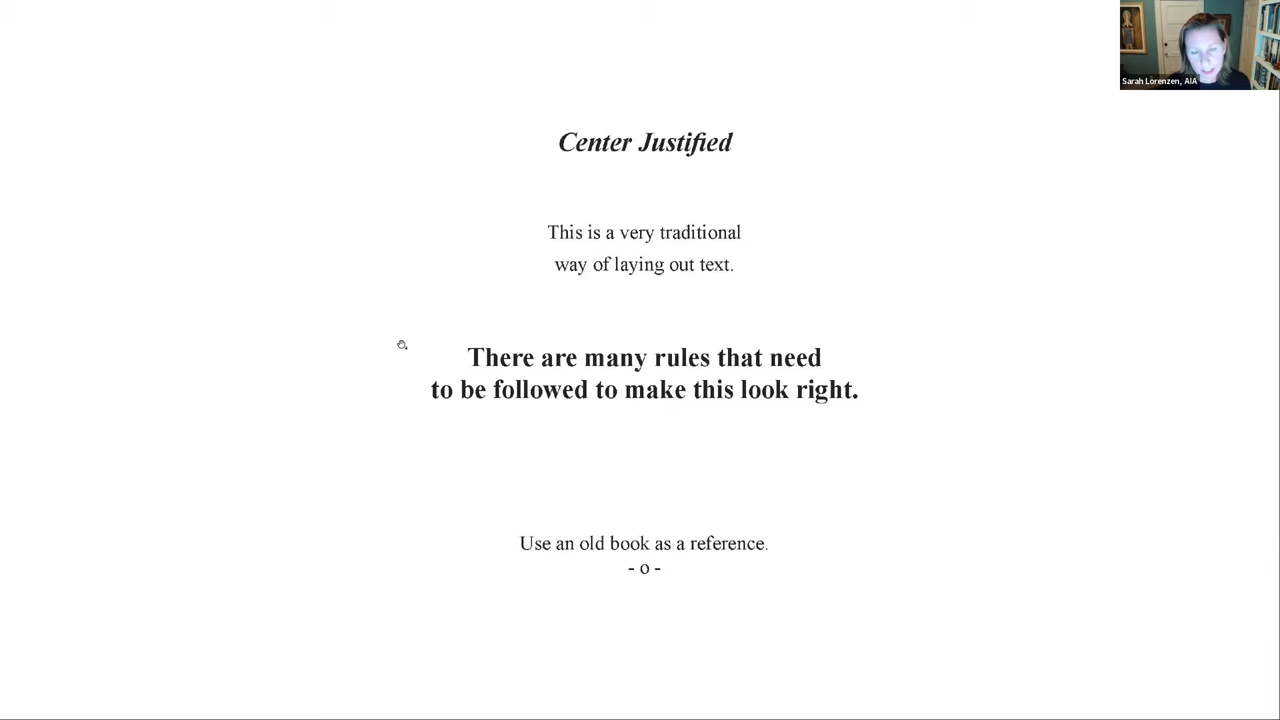 Sarah Lorenzen, AIA
Center Justified
This is a very traditional
way of laying out text.
There are many rules that need
to be followed to make this look right.
Use an old book as a reference.
- o -